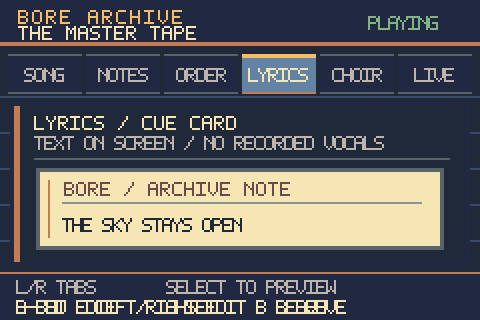 BORE ARCHIVE
THE MASTER TAPE
PLAYING
SONG NOTES ORDER LYRICS CHOIR LIVE
LYRICS / CUE CARD
TEXT ON SCREEN / NO RECORDED VOCALS
BORE / ARCHIVE NOTE
THE SKY STAYS OPEN
L/R TABS SELECT TO PREVIEW